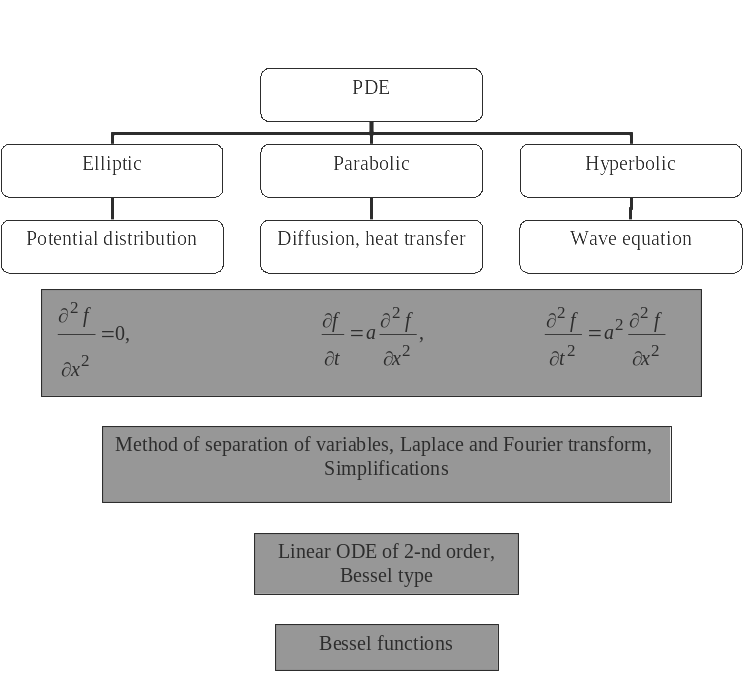 PDE
Elliptic
Parabolic
Hyperbolic
Potential distribution
Diffusion, heat transfer
Wave equation
∂²f/∂x² =0,
∂f/∂t =a ∂²f/∂x²,
∂²f/∂t² =a² ∂²f/∂x²
Method of separation of variables, Laplace and Fourier transform,
Simplifications
Linear ODE of 2-nd order,
Bessel type
Bessel functions